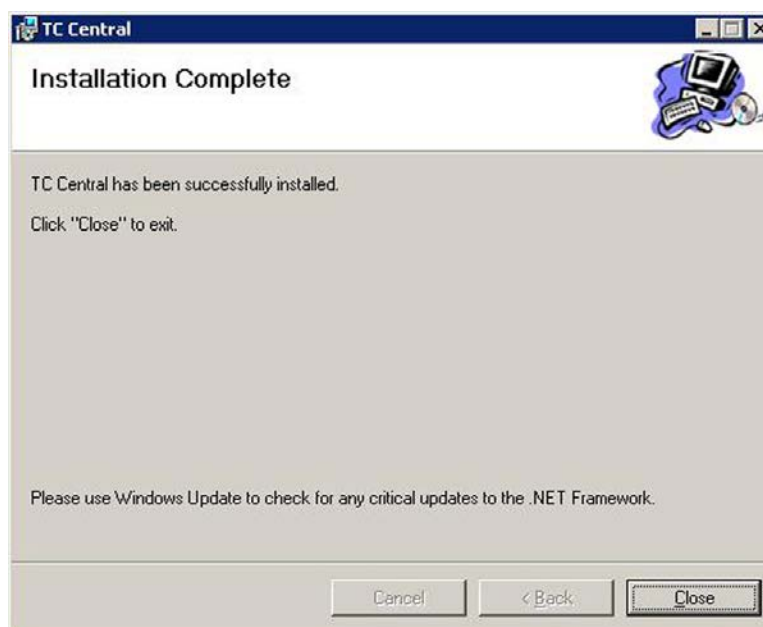 TC Central
Installation Complete
TC Central has been successfully installed.
Click "Close" to exit.
Please use Windows Update to check for any critical updates to the .NET Framework.
Cancel
< Back
Close